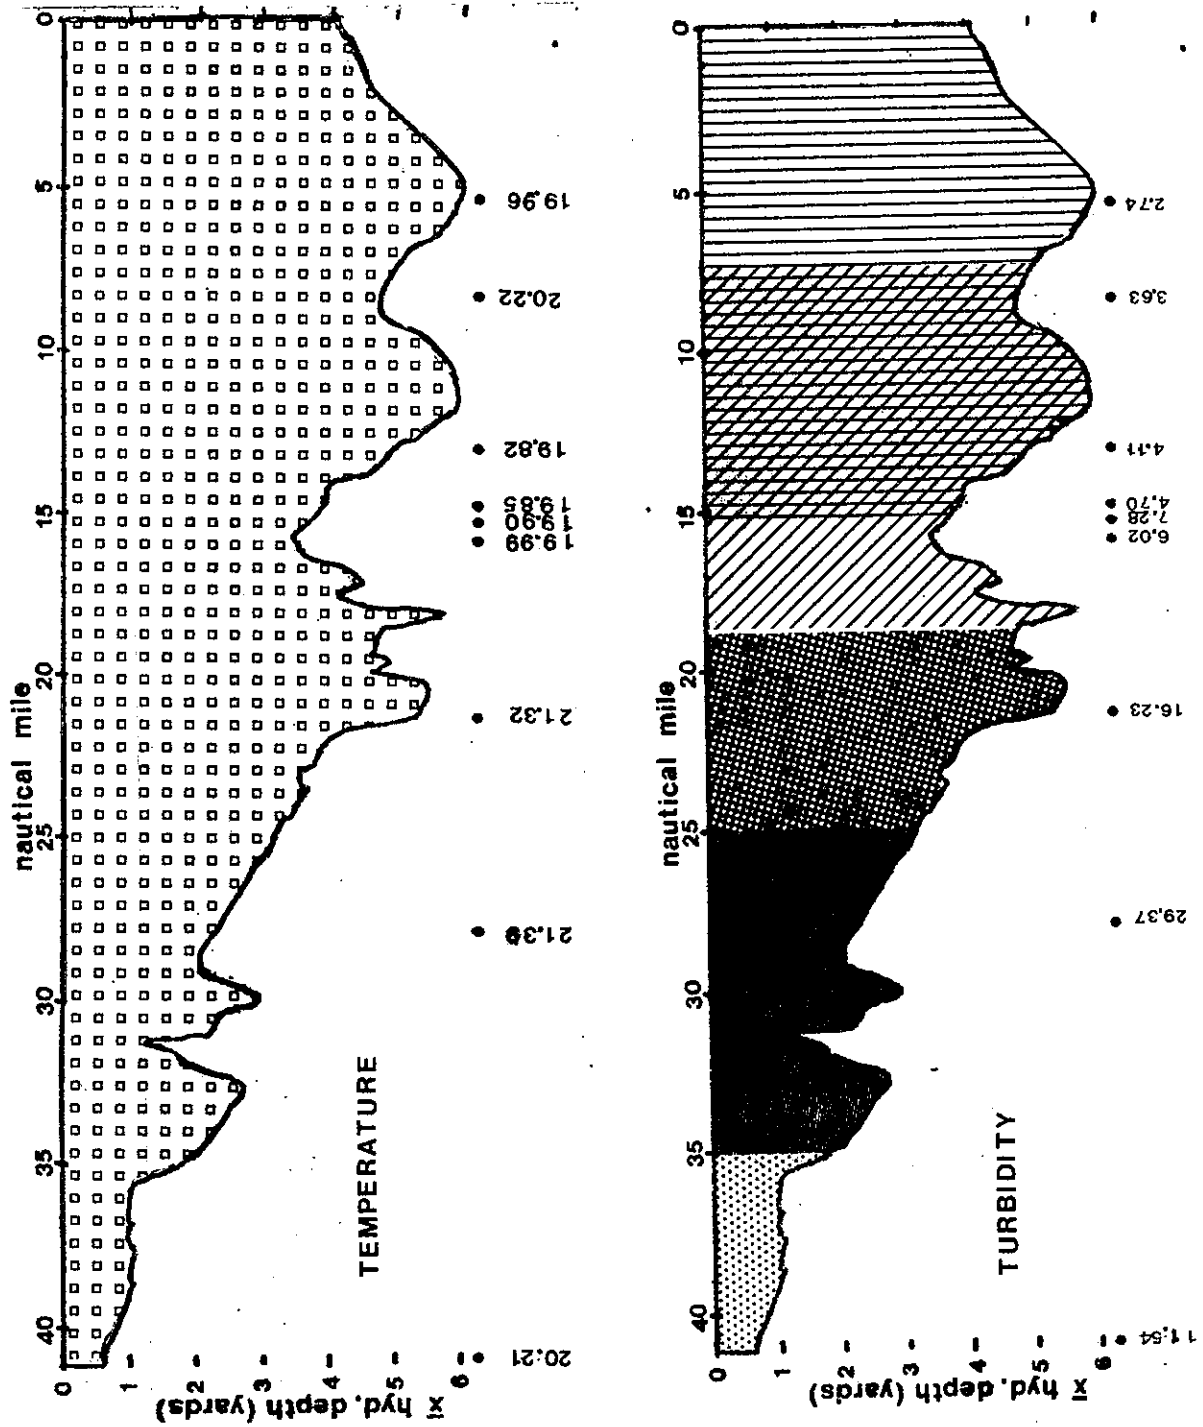 nautical mile
40 35 30 25 20 15 10 5 0
0
1
2
3
4
5
6
x̄ hyd. depth (yards)
TEMPERATURE
20:21 21.32 19.99 19.90 19.85 19.82 20.22 19.96
nautical mile
40 35 30 25 20 15 10 5 0
0
1
2
3
4
5
6
x̄ hyd. depth (yards)
TURBIDITY
11.54 29.37 16.23 6.02 7.28 4.70 4.11 3.63 2.74